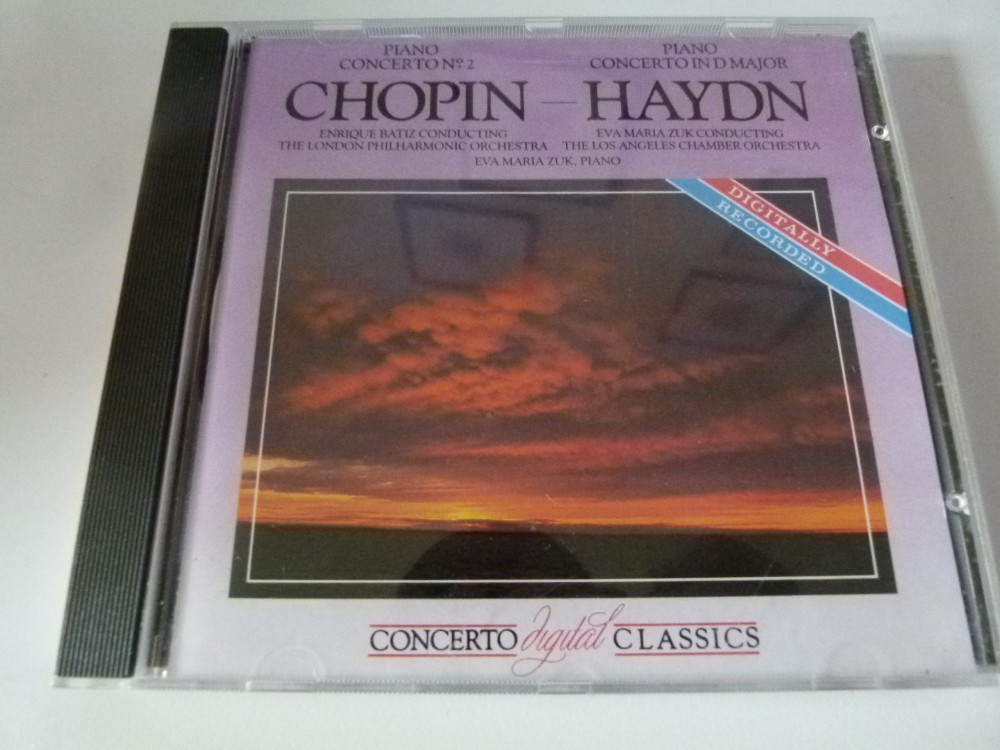 PIANO
CONCERTO Nº 2
CHOPIN — HAYDN
PIANO
CONCERTO IN D MAJOR
ENRIQUE BATIZ CONDUCTING
THE LONDON PHILHARMONIC ORCHESTRA
EVA MARIA ZUK CONDUCTING
THE LOS ANGELES CHAMBER ORCHESTRA
EVA MARIA ZUK, PIANO
DIGITALLY
RECORDED
CONCERTO digital CLASSICS